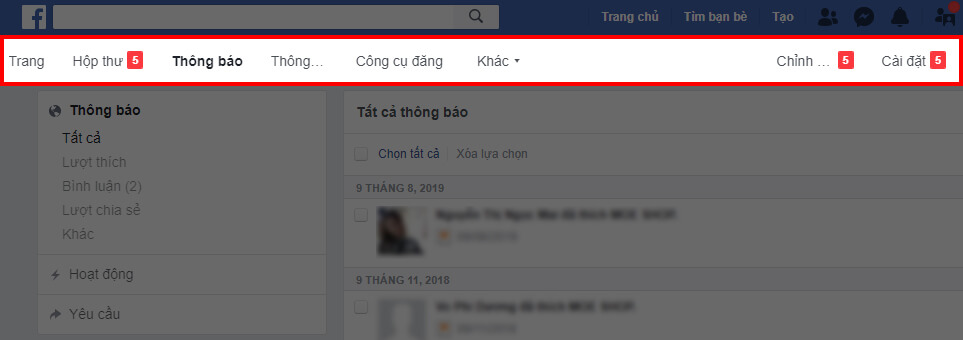 f
Trang chủ Tìm bạn bè Tạo
Trang Hộp thư 5 Thông báo Thông... Công cụ đăng Khác Chỉnh ... 5 Cài đặt 5
Thông báo
Tất cả
Lượt thích
Bình luận (2)
Lượt chia sẻ
Khác
Hoạt động
Yêu cầu
Tất cả thông báo
Chọn tất cả Xóa lựa chọn
9 THÁNG 8, 2019
9 THÁNG 11, 2018